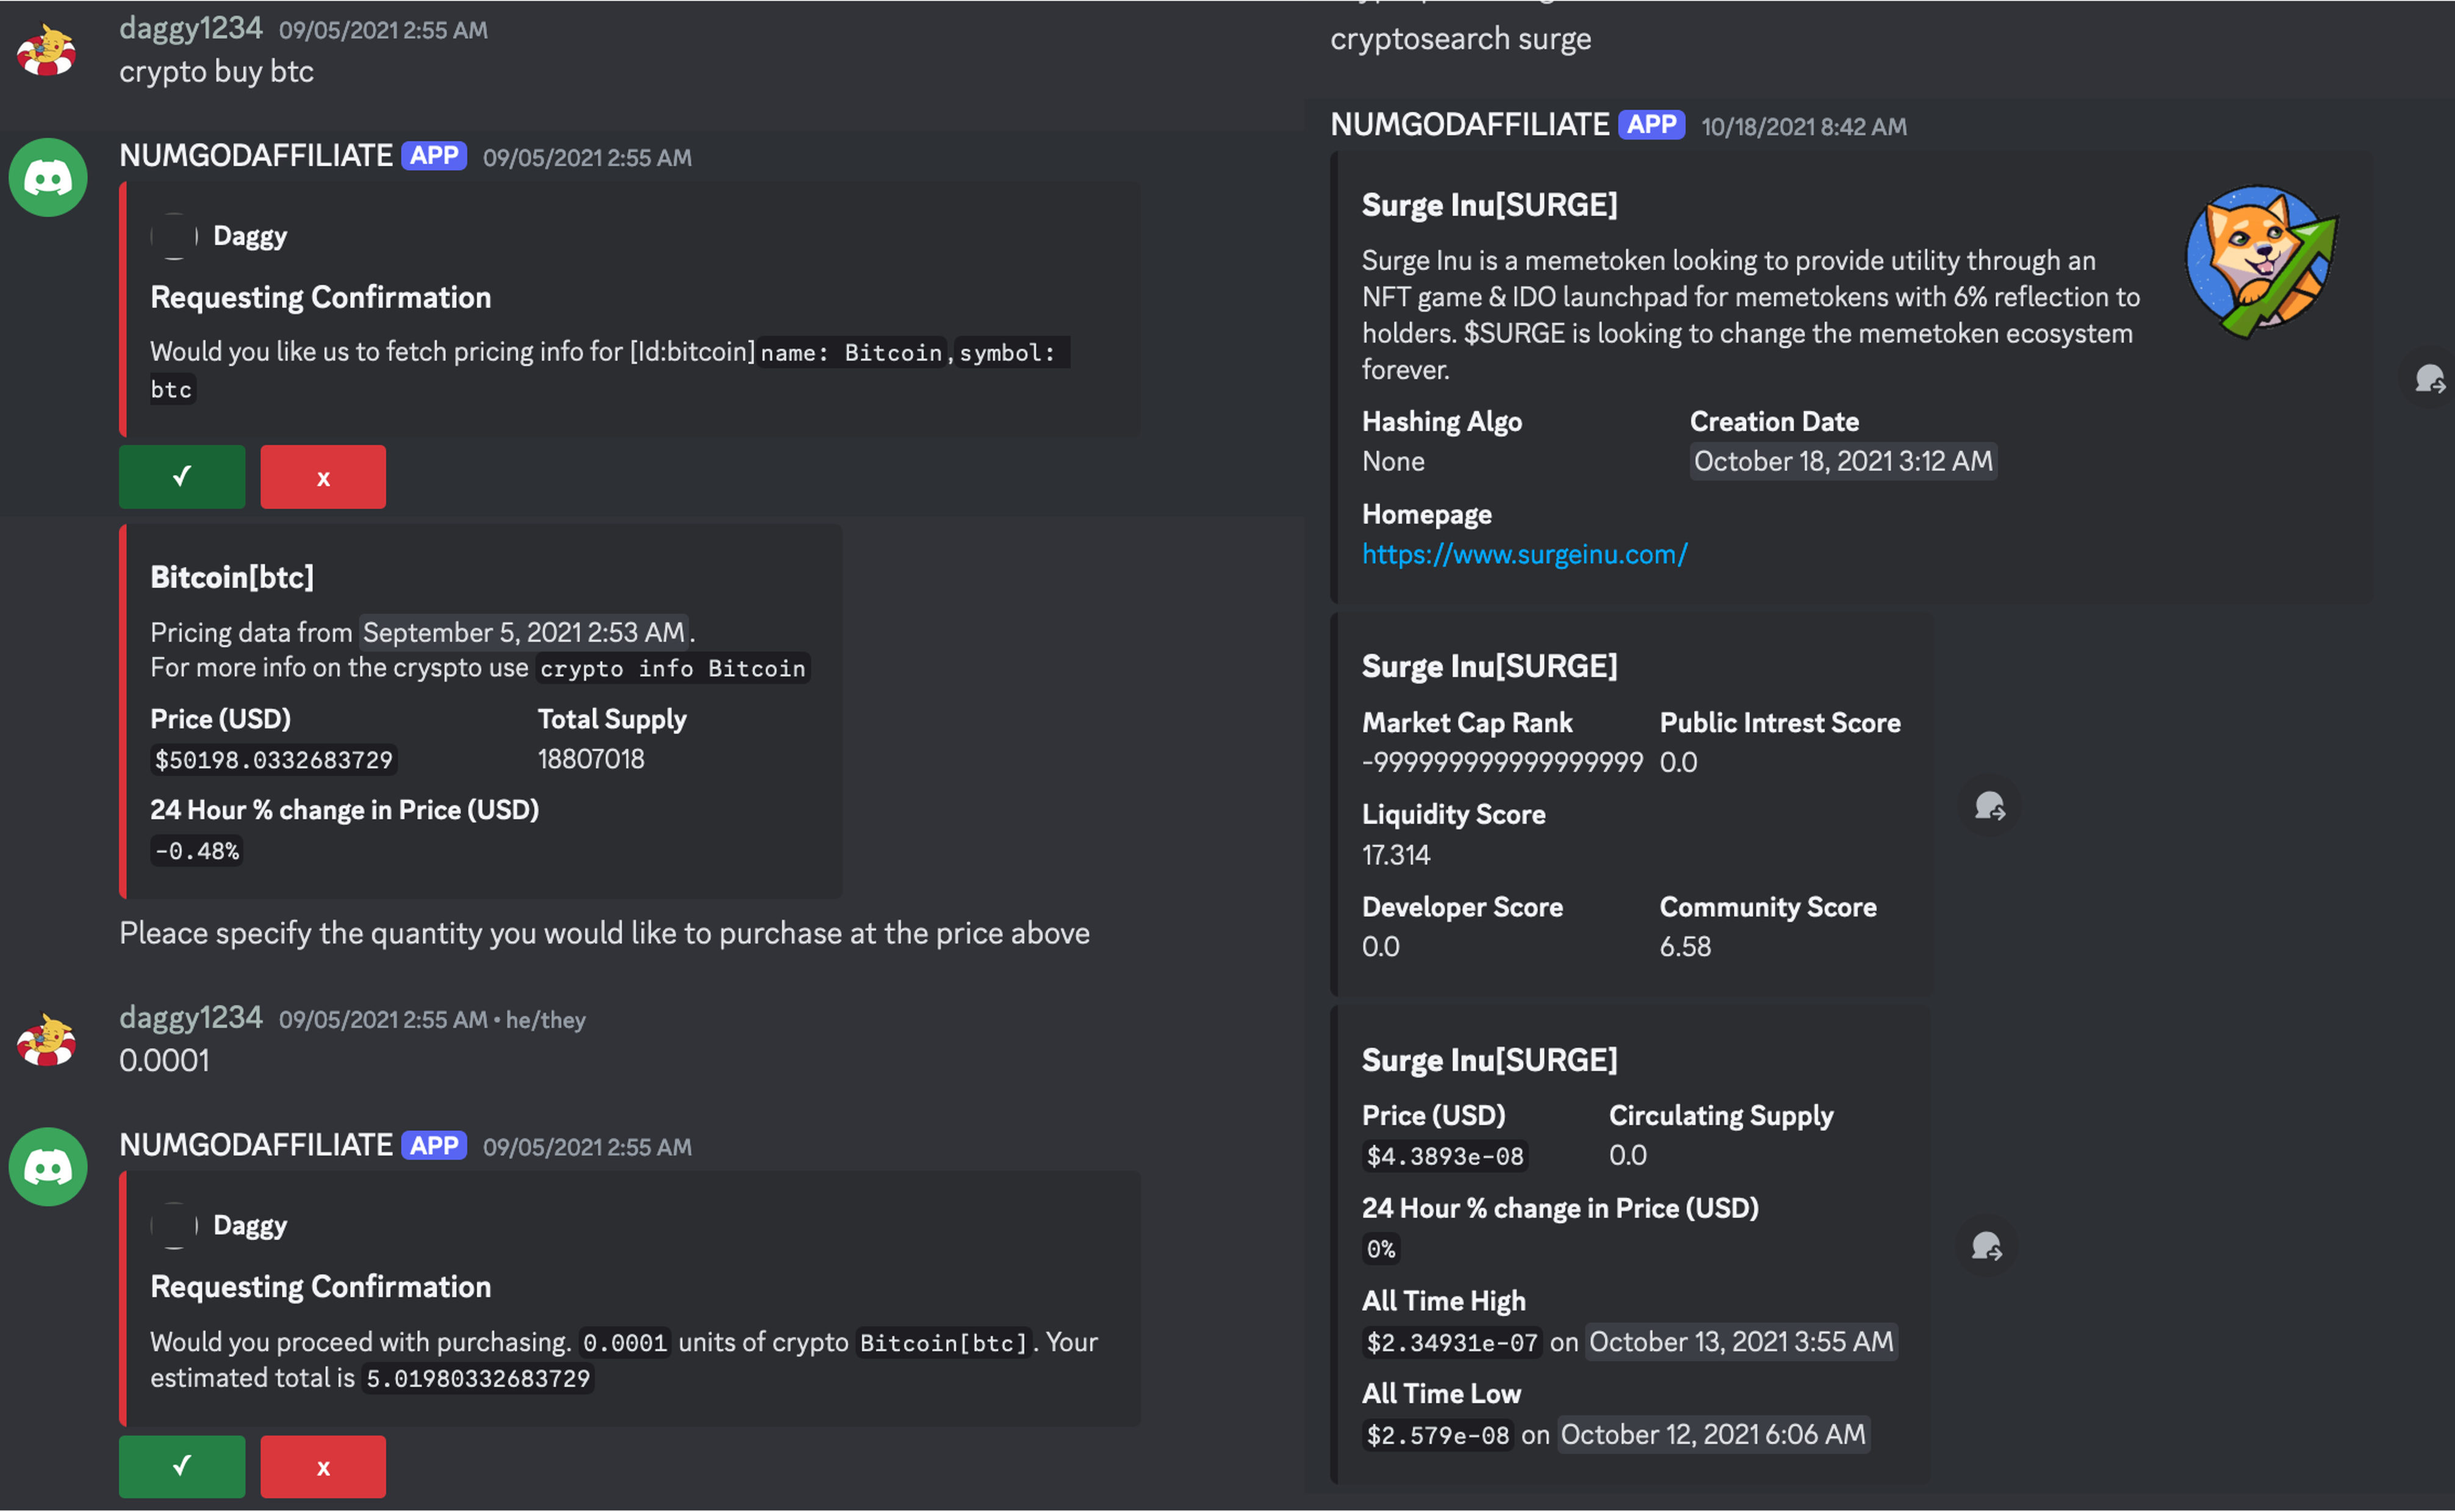 daggy1234 09/05/2021 2:55 AM
crypto buy btc
NUMGODAFFILIATE APP 09/05/2021 2:55 AM
Daggy
Requesting Confirmation
Would you like us to fetch pricing info for [Id:bitcoin] name: Bitcoin , symbol:
btc
✓ x
Bitcoin[btc]
Pricing data from September 5, 2021 2:53 AM .
For more info on the cryspto use crypto info Bitcoin
Price (USD) Total Supply
$50198.0332683729 18807018
24 Hour % change in Price (USD)
-0.48%
Pleace specify the quantity you would like to purchase at the price above
daggy1234 09/05/2021 2:55 AM • he/they
0.0001
NUMGODAFFILIATE APP 09/05/2021 2:55 AM
Daggy
Requesting Confirmation
Would you proceed with purchasing. 0.0001 units of crypto Bitcoin[btc] . Your
estimated total is 5.01980332683729
✓ x
cryptosearch surge
NUMGODAFFILIATE APP 10/18/2021 8:42 AM
Surge Inu[SURGE]
Surge Inu is a memetoken looking to provide utility through an
NFT game & IDO launchpad for memetokens with 6% reflection to
holders. $SURGE is looking to change the memetoken ecosystem
forever.
Hashing Algo Creation Date
None October 18, 2021 3:12 AM
Homepage
https://www.surgeinu.com/
Surge Inu[SURGE]
Market Cap Rank Public Intrest Score
-999999999999999999 0.0
Liquidity Score
17.314
Developer Score Community Score
0.0 6.58
Surge Inu[SURGE]
Price (USD) Circulating Supply
$4.3893e-08 0.0
24 Hour % change in Price (USD)
0%
All Time High
$2.34931e-07 on October 13, 2021 3:55 AM
All Time Low
$2.579e-08 on October 12, 2021 6:06 AM